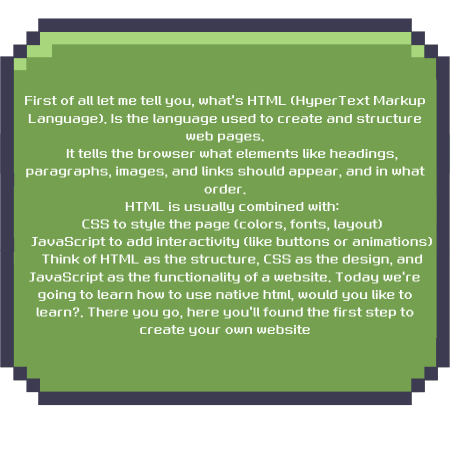 First of all let me tell you, what's HTML (HyperText Markup
Language). Is the language used to create and structure
web pages.
It tells the browser what elements like headings,
paragraphs, images, and links should appear, and in what
order.
HTML is usually combined with:
CSS to style the page (colors, fonts, layout)
JavaScript to add interactivity (like buttons or animations)
Think of HTML as the structure, CSS as the design, and
JavaScript as the functionality of a website. Today we're
going to learn how to use native html, would you like to
learn?. There you go, here you'll found the first step to
create your own website